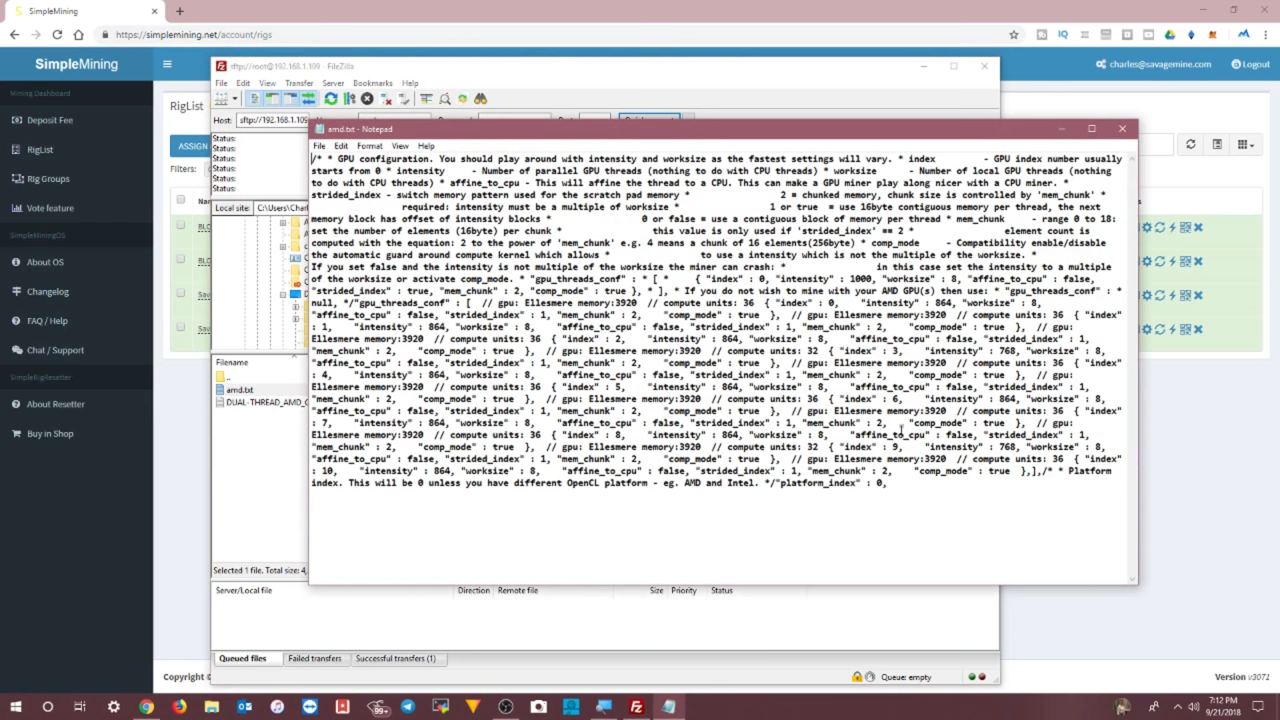 SimpleMining
https://simplemining.net/account/rigs
SimpleMining
charles@savagemine.com
Logout
Mining Dashboard
Deposit Fee
RigList
Rig Groups
Vote feature
SimpleMiningOS
About OS
Changelog
FAQ / Help
Chat / Support
SimpleRigResetter
About Resetter
Buy in Shop
RigList
ASSIGN
Filters:
sftp://root@192.168.1.109 - FileZilla
File Edit View Transfer Server Bookmarks Help
Host: sftp://192.168.1.109
Status:
Status:
Status:
Status:
Status:
Local site: C:\Users\Char
Filename
..
amd.txt
DUAL-THREAD_AMD_C
Selected 1 file. Total size: 4,
Server/Local file Direction Remote file Size Priority Status
Queued files Failed transfers Successful transfers (1)
Queue: empty
amd.txt - Notepad
File Edit Format View Help
/* * GPU configuration. You should play around with intensity and worksize as the fastest settings will vary. * index - GPU index number usually
starts from 0 * intensity - Number of parallel GPU threads (nothing to do with CPU threads) * worksize - Number of local GPU threads (nothing
to do with CPU threads) * affine_to_cpu - This will affine the thread to a CPU. This can make a GPU miner play along nicer with a CPU miner. *
strided_index - switch memory pattern used for the scratch pad memory * 2 = chunked memory, chunk size is controlled by 'mem_chunk' *
required: intensity must be a multiple of worksize * 1 or true = use 16byte contiguous memory per thread, the next
memory block has offset of intensity blocks * 0 or false = use a contiguous block of memory per thread * mem_chunk - range 0 to 18:
set the number of elements (16byte) per chunk * this value is only used if 'strided_index' == 2 * element count is
computed with the equation: 2 to the power of 'mem_chunk' e.g. 4 means a chunk of 16 elements(256byte) * comp_mode - Compatibility enable/disable
the automatic guard around compute kernel which allows * to use a intensity which is not the multiple of the worksize. *
If you set false and the intensity is not multiple of the worksize the miner can crash: * in this case set the intensity to a multiple
of the worksize or activate comp_mode. * "gpu_threads_conf" : * [ * { "index" : 0, "intensity" : 1000, "worksize" : 8, "affine_to_cpu" : false,
"strided_index" : true, "mem_chunk" : 2, "comp_mode" : true }, * ], * If you do not wish to mine with your AMD GPU(s) then use: * "gpu_threads_conf" : *
null, */"gpu_threads_conf" : [ // gpu: Ellesmere memory:3920 // compute units: 36 { "index" : 0, "intensity" : 864, "worksize" : 8,
"affine_to_cpu" : false, "strided_index" : 1, "mem_chunk" : 2, "comp_mode" : true }, // gpu: Ellesmere memory:3920 // compute units: 36 { "index"
: 1, "intensity" : 864, "worksize" : 8, "affine_to_cpu" : false, "strided_index" : 1, "mem_chunk" : 2, "comp_mode" : true }, // gpu:
Ellesmere memory:3920 // compute units: 36 { "index" : 2, "intensity" : 864, "worksize" : 8, "affine_to_cpu" : false, "strided_index" : 1,
"mem_chunk" : 2, "comp_mode" : true }, // gpu: Ellesmere memory:3920 // compute units: 32 { "index" : 3, "intensity" : 768, "worksize" : 8,
"affine_to_cpu" : false, "strided_index" : 1, "mem_chunk" : 2, "comp_mode" : true }, // gpu: Ellesmere memory:3920 // compute units: 36 { "index"
: 4, "intensity" : 864, "worksize" : 8, "affine_to_cpu" : false, "strided_index" : 1, "mem_chunk" : 2, "comp_mode" : true }, // gpu:
Ellesmere memory:3920 // compute units: 36 { "index" : 5, "intensity" : 864, "worksize" : 8, "affine_to_cpu" : false, "strided_index" : 1,
"mem_chunk" : 2, "comp_mode" : true }, // gpu: Ellesmere memory:3920 // compute units: 36 { "index" : 6, "intensity" : 864, "worksize" : 8,
"affine_to_cpu" : false, "strided_index" : 1, "mem_chunk" : 2, "comp_mode" : true }, // gpu: Ellesmere memory:3920 // compute units: 36 { "index"
: 7, "intensity" : 864, "worksize" : 8, "affine_to_cpu" : false, "strided_index" : 1, "mem_chunk" : 2, "comp_mode" : true }, // gpu:
Ellesmere memory:3920 // compute units: 36 { "index" : 8, "intensity" : 864, "worksize" : 8, "affine_to_cpu" : false, "strided_index" : 1,
"mem_chunk" : 2, "comp_mode" : true }, // gpu: Ellesmere memory:3920 // compute units: 32 { "index" : 9, "intensity" : 768, "worksize" : 8,
"affine_to_cpu" : false, "strided_index" : 1, "mem_chunk" : 2, "comp_mode" : true }, // gpu: Ellesmere memory:3920 // compute units: 36 { "index"
: 10, "intensity" : 864, "worksize" : 8, "affine_to_cpu" : false, "strided_index" : 1, "mem_chunk" : 2, "comp_mode" : true },],/* * Platform
index. This will be 0 unless you have different OpenCL platform - eg. AMD and Intel. */"platform_index" : 0,
Copyright ©
Version v3071
99+
7:12 PM
9/21/2018